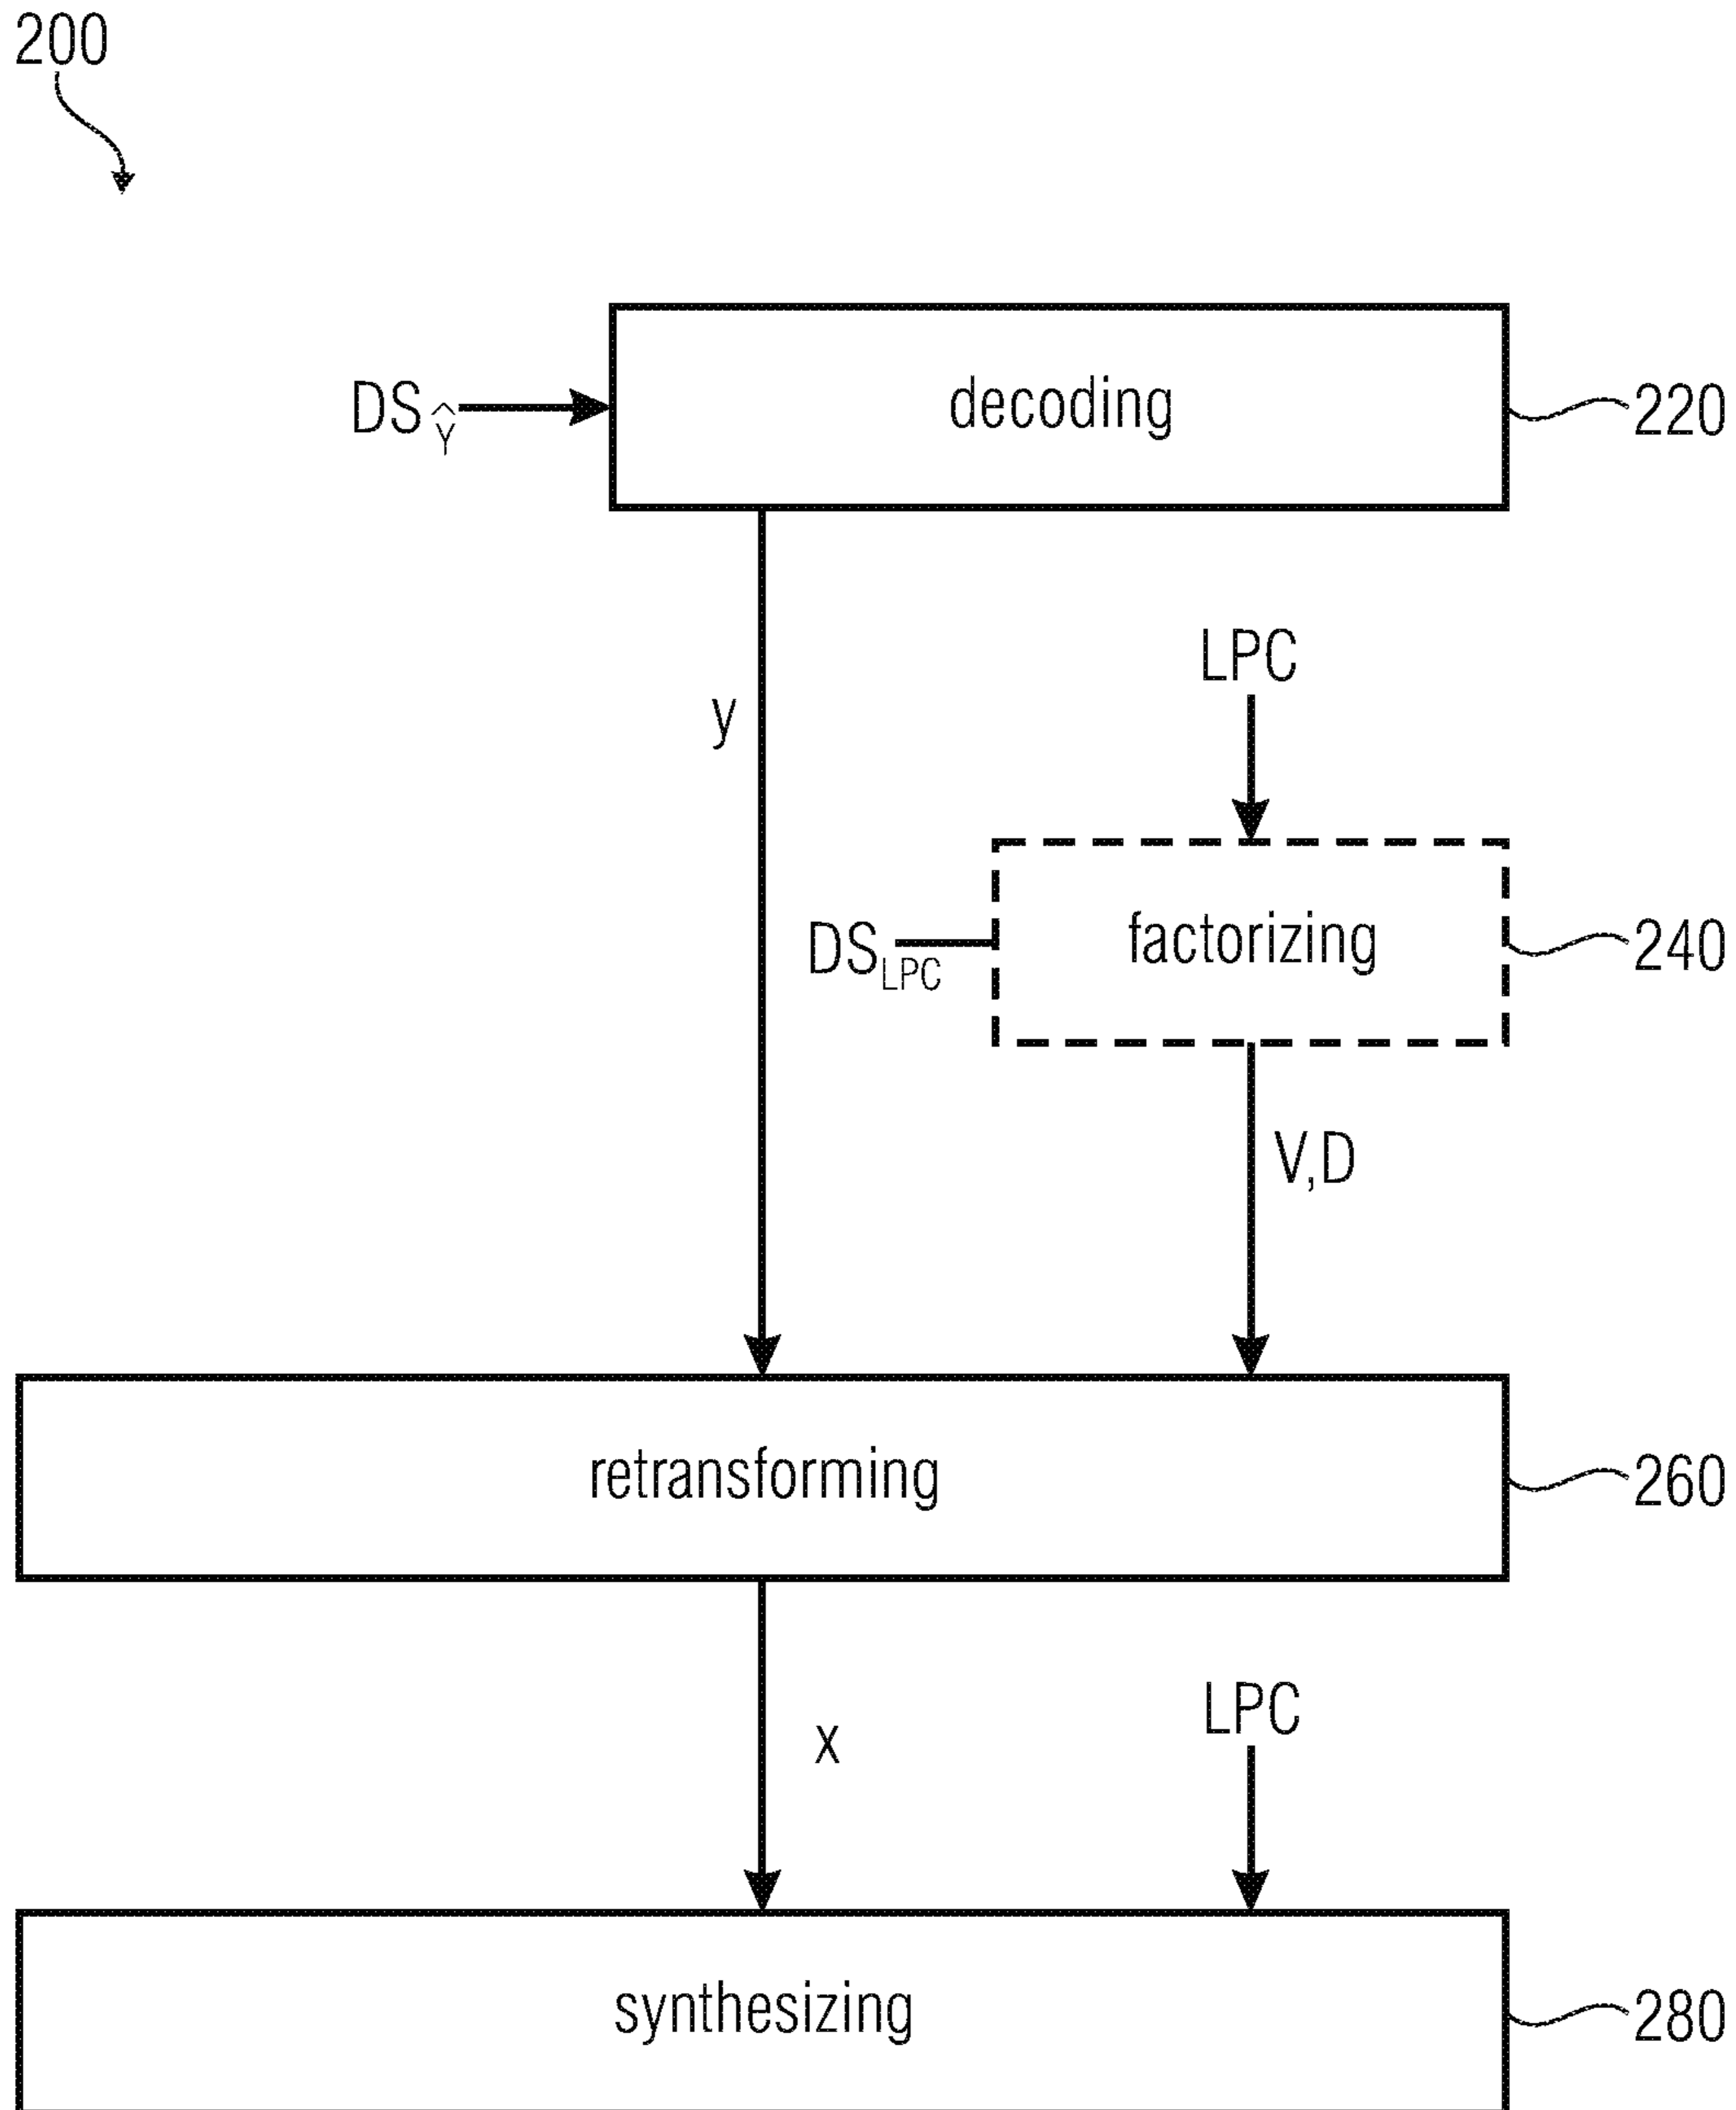 200
DS Ŷ
decoding
220
LPC
y
DS LPC
factorizing
240
V,D
retransforming
260
LPC
x
synthesizing
280